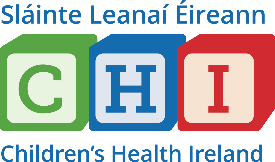 Sláinte Leanaí Éireann
CHI
Children's Health Ireland